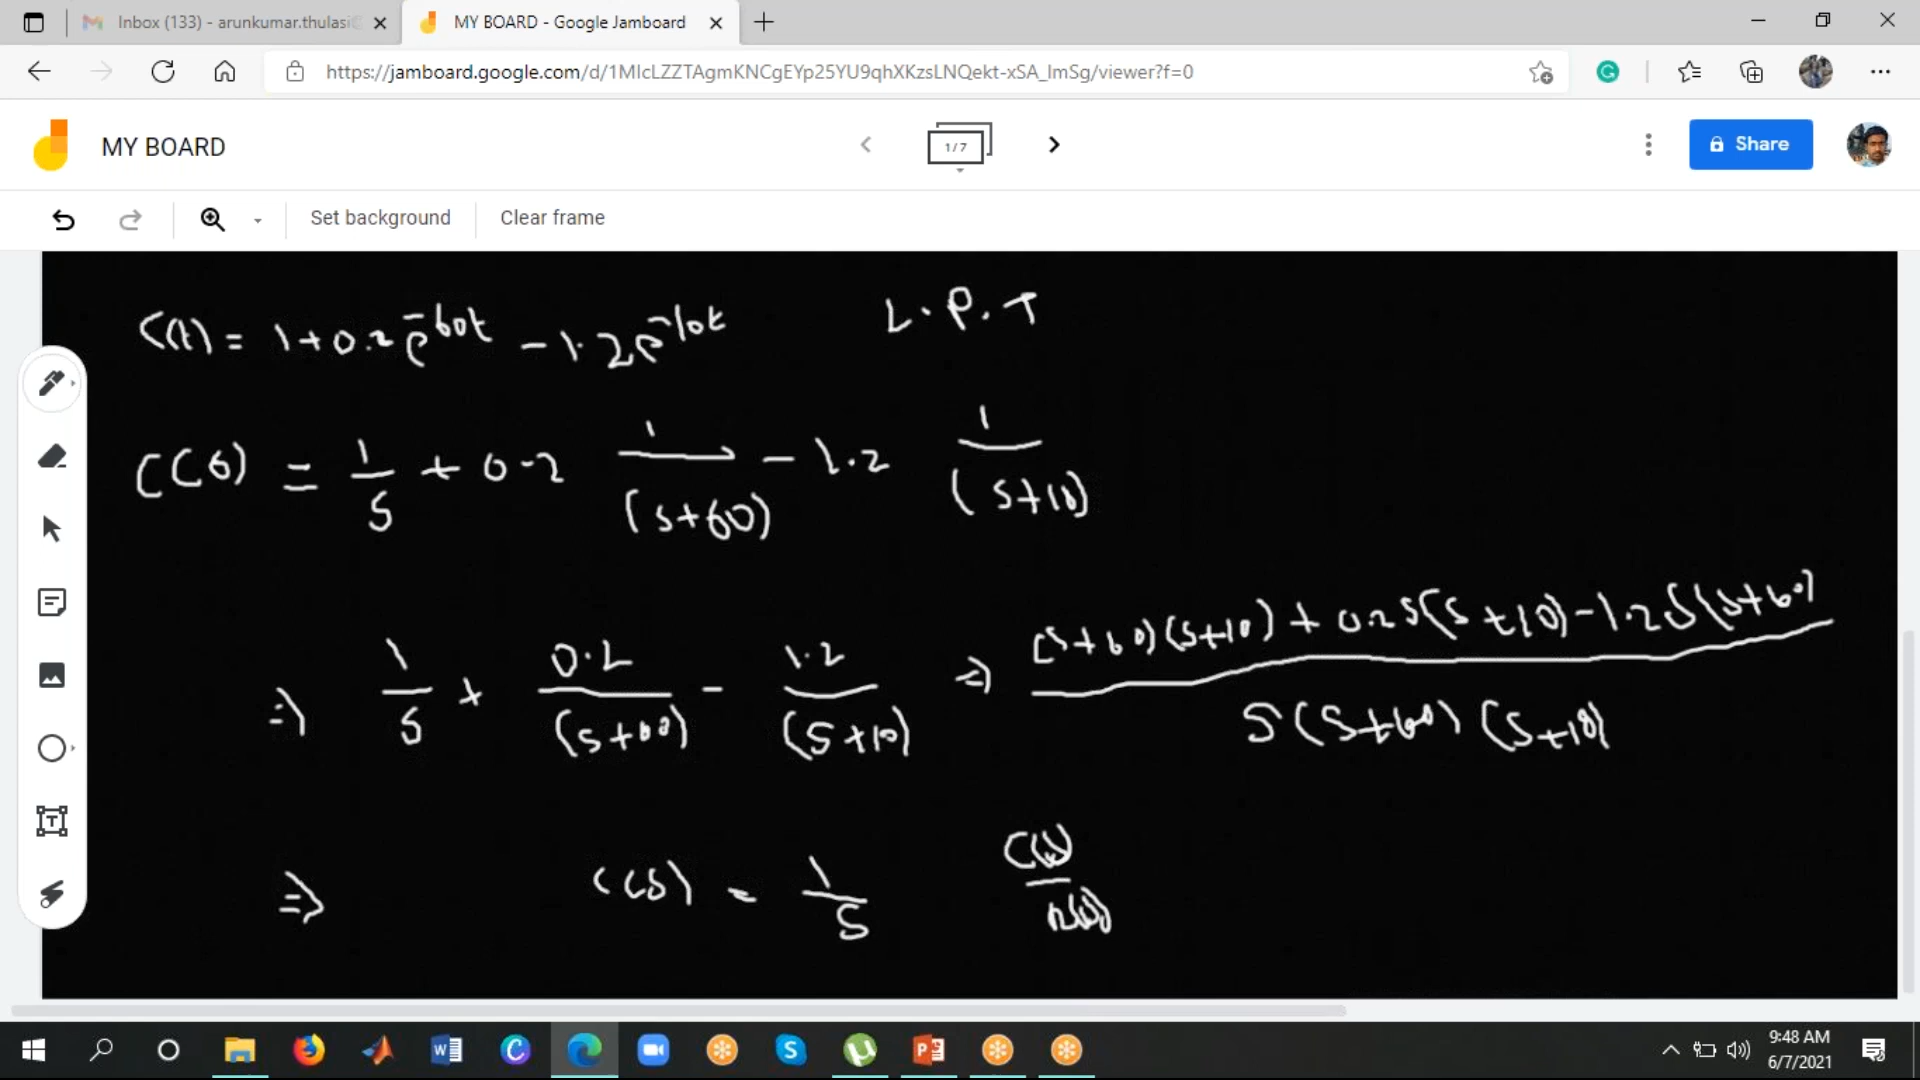 Inbox (133) - arunkumar.thulasi
MY BOARD - Google Jamboard
https://jamboard.google.com/d/1MIcLZZTAgmKNCgEYp25YU9qhXKzsLNQekt-xSA_lmSg/viewer?f=0
MY BOARD
1/7
Share
Set background
Clear frame
C(t) = 1+0.2 e^-60t - 1.2 e^-10t L.P.T
C(s) = 1/s + 0.2 1/(s+60) - 1.2 1/(s+10)
=> 1/s + 0.2/(s+60) - 1.2/(s+10) => (s+60)(s+10) + 0.2s(s+10) - 1.2s(s+60) / s(s+60)(s+10)
=> C(s) = 1/s C(s)/R(s)
9:48 AM
6/7/2021